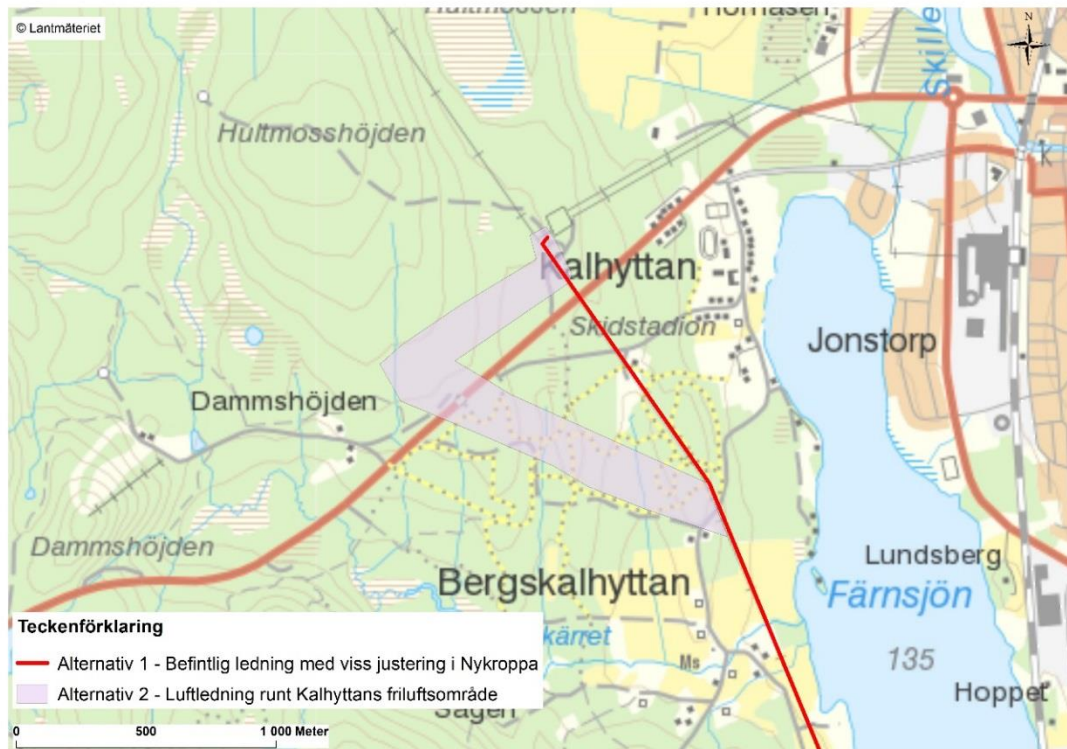 © Lantmäteriet
Hultmossen
Hornåsen
Skille
N
Hultmosshöjden
k
Kalhyttan
Skidstadion
Jonstorp
Dammshöjden
Dammshöjden
Lundsberg
Bergskalhyttan
Färnsjön
kärret
135
Ms
Hoppet
Sågen
Teckenförklaring
Alternativ 1 - Befintlig ledning med viss justering i Nykroppa
Alternativ 2 - Luftledning runt Kalhyttans friluftsområde
0 500 1 000 Meter